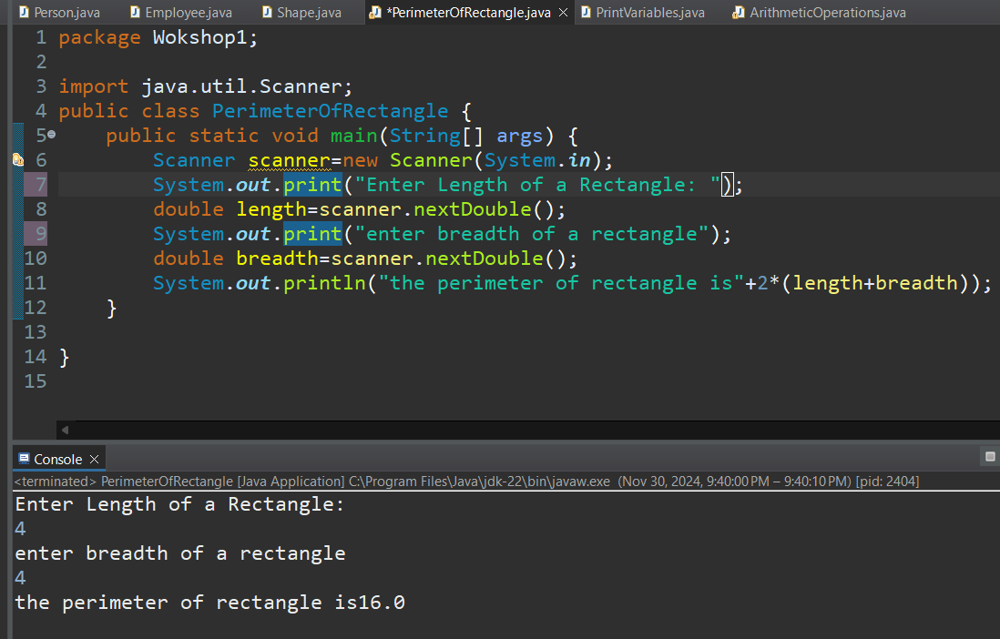 Person.java Employee.java Shape.java *PerimeterOfRectangle.java PrintVariables.java ArithmeticOperations.java
1 package Wokshop1;
2
3 import java.util.Scanner;
4 public class PerimeterOfRectangle {
5 public static void main(String[] args) {
6 Scanner scanner=new Scanner(System.in);
7 System.out.print("Enter Length of a Rectangle: ");
8 double length=scanner.nextDouble();
9 System.out.print("enter breadth of a rectangle");
10 double breadth=scanner.nextDouble();
11 System.out.println("the perimeter of rectangle is"+2*(length+breadth));
12 }
13
14 }
15
Console
<terminated> PerimeterOfRectangle [Java Application] C:\Program Files\Java\jdk-22\bin\javaw.exe (Nov 30, 2024, 9:40:00 PM – 9:40:10 PM) [pid: 2404]
Enter Length of a Rectangle:
4
enter breadth of a rectangle
4
the perimeter of rectangle is16.0